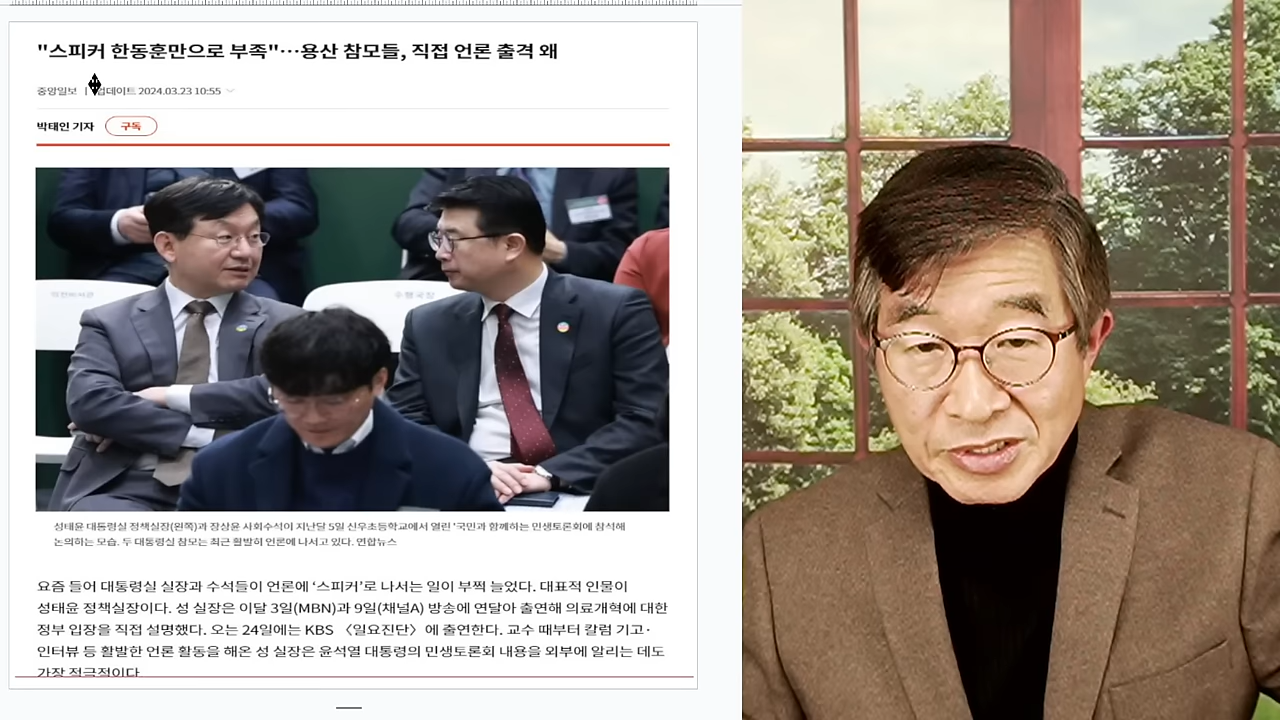 "스피커 한동훈만으로 부족"…용산 참모들, 직접 언론 출격 왜
중앙일보 | 업데이트 2024.03.23 10:55
박태인 기자 구독
성태윤 대통령실 정책실장(왼쪽)과 장상윤 사회수석이 지난달 5일 신우초등학교에서 열린 '국민과 함께하는 민생토론회에 참석해
논의하는 모습. 두 대통령실 참모는 최근 활발히 언론에 나서고 있다. 연합뉴스
요즘 들어 대통령실 실장과 수석들이 언론에 ‘스피커’로 나서는 일이 부쩍 늘었다. 대표적 인물이
성태윤 정책실장이다. 성 실장은 이달 3일(MBN)과 9일(채널A) 방송에 연달아 출연해 의료개혁에 대한
정부 입장을 직접 설명했다. 오는 24일에는 KBS 〈일요진단〉에 출연한다. 교수 때부터 칼럼 기고·
인터뷰 등 활발한 언론 활동을 해온 성 실장은 윤석열 대통령의 민생토론회 내용을 외부에 알리는 데도
가장 적극적이다